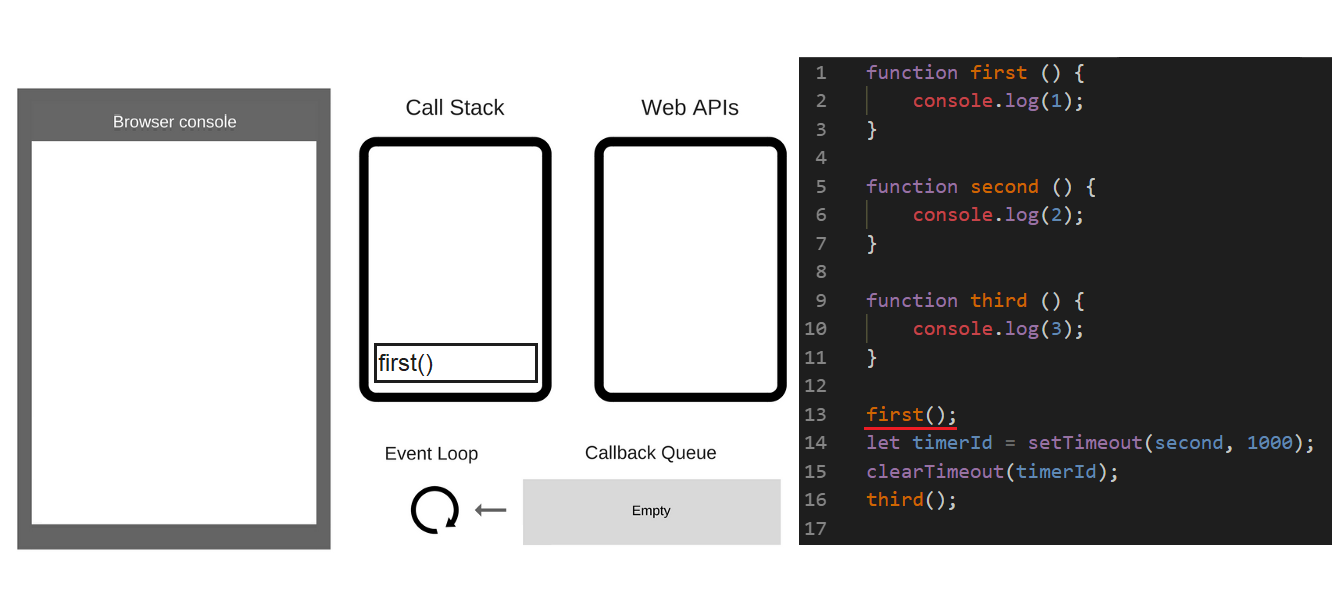 Browser console
Call Stack
first()
Web APIs
Event Loop
Callback Queue
Empty
1 function first () {
2 console.log(1);
3 }
4
5 function second () {
6 console.log(2);
7 }
8
9 function third () {
10 console.log(3);
11 }
12
13 first();
14 let timerId = setTimeout(second, 1000);
15 clearTimeout(timerId);
16 third();
17